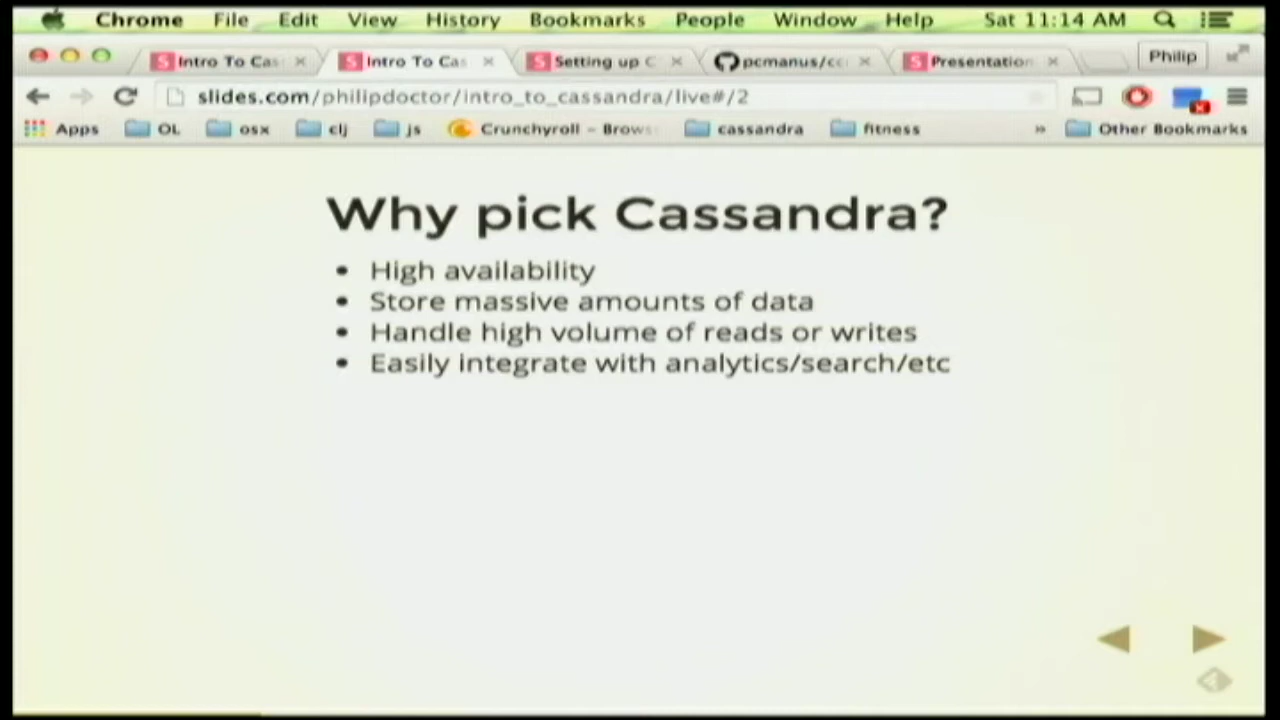 Chrome File Edit View History Bookmarks People Window Help Sat 11:14 AM
Intro To Cas Intro To Cas Setting up C pcmanus/cc Presentation Philip
slides.com/philipdoctor/intro_to_cassandra/live#/2
Apps OL osx clj js Crunchyroll - Brows cassandra fitness » Other Bookmarks
Why pick Cassandra?
• High availability
• Store massive amounts of data
• Handle high volume of reads or writes
• Easily integrate with analytics/search/etc